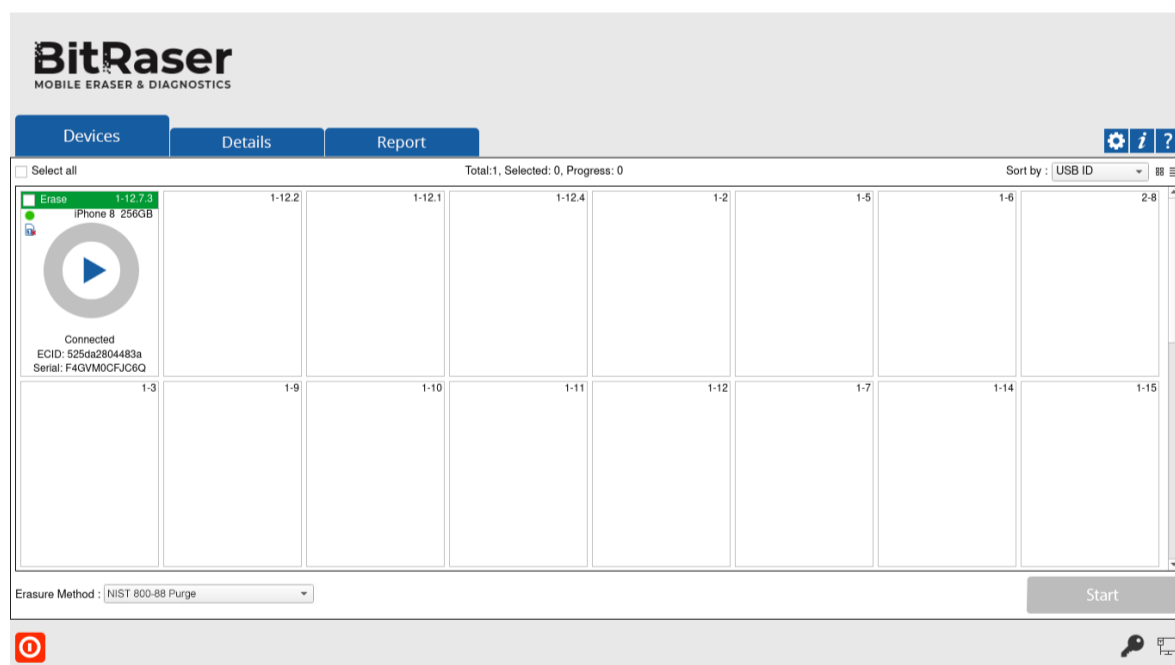 BitRaser
MOBILE ERASER & DIAGNOSTICS
Devices
Details
Report
i
?
Select all
Total:1, Selected: 0, Progress: 0
Sort by :
USB ID
Erase
1-12.7.3
1-12.2
1-12.1
1-12.4
1-2
1-5
1-6
2-8
iPhone 8 256GB
Connected
ECID: 525da2804483a
Serial: F4GVM0CFJC6Q
1-3
1-9
1-10
1-11
1-12
1-7
1-14
1-15
Erasure Method :
NIST 800-88 Purge
Start